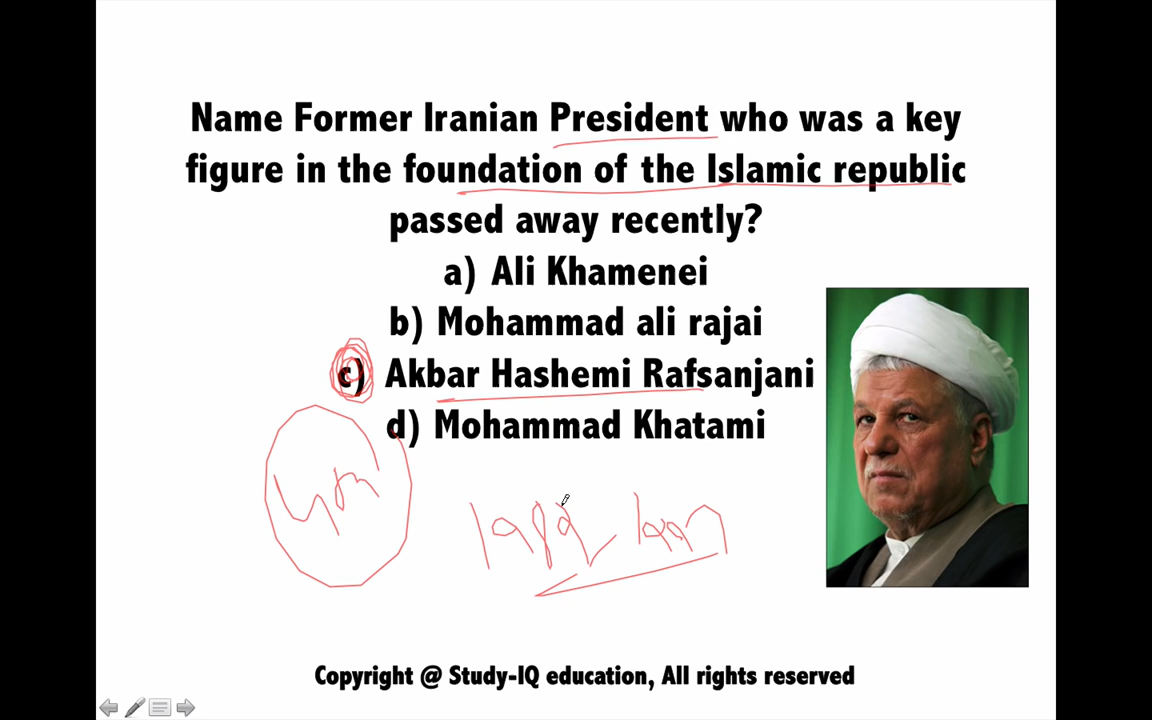 Name Former Iranian President who was a key
figure in the foundation of the Islamic republic
passed away recently?
a) Ali Khamenei
b) Mohammad ali rajai
c) Akbar Hashemi Rafsanjani
d) Mohammad Khatami
1989 - 1997
Copyright @ Study-IQ education, All rights reserved